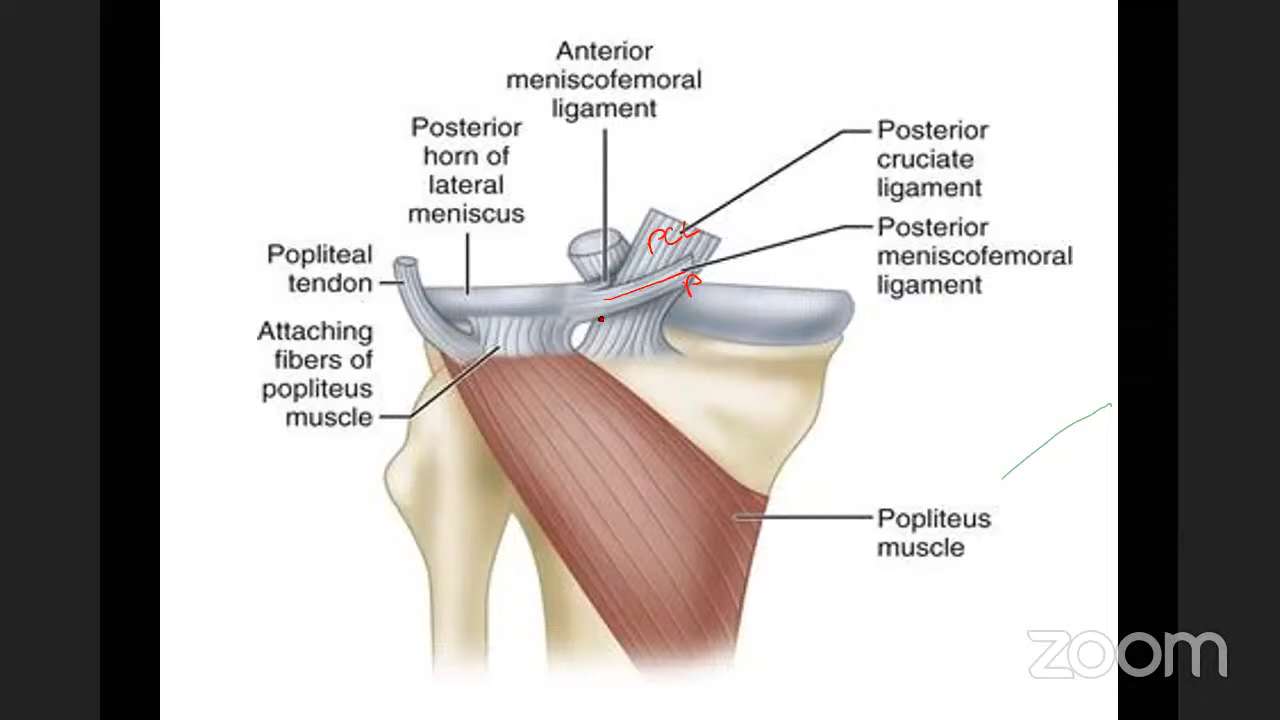 Anterior
meniscofemoral
ligament
Posterior
horn of
lateral
meniscus
Posterior
cruciate
ligament
Popliteal
tendon
PCL
Posterior
meniscofemoral
ligament
P
Attaching
fibers of
popliteus
muscle
Popliteus
muscle
zoom